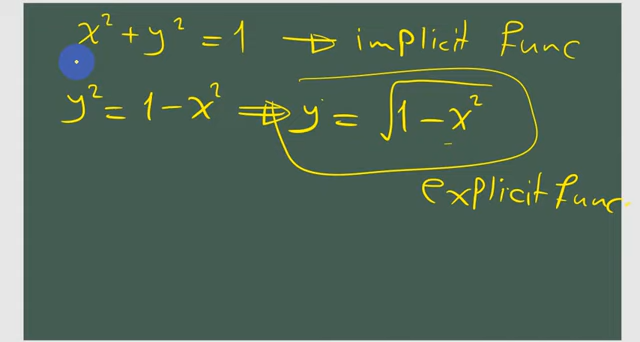 x² + y² = 1 → implicit func
y² = 1 - x² ⇒ y = √1 - x²
explicit func